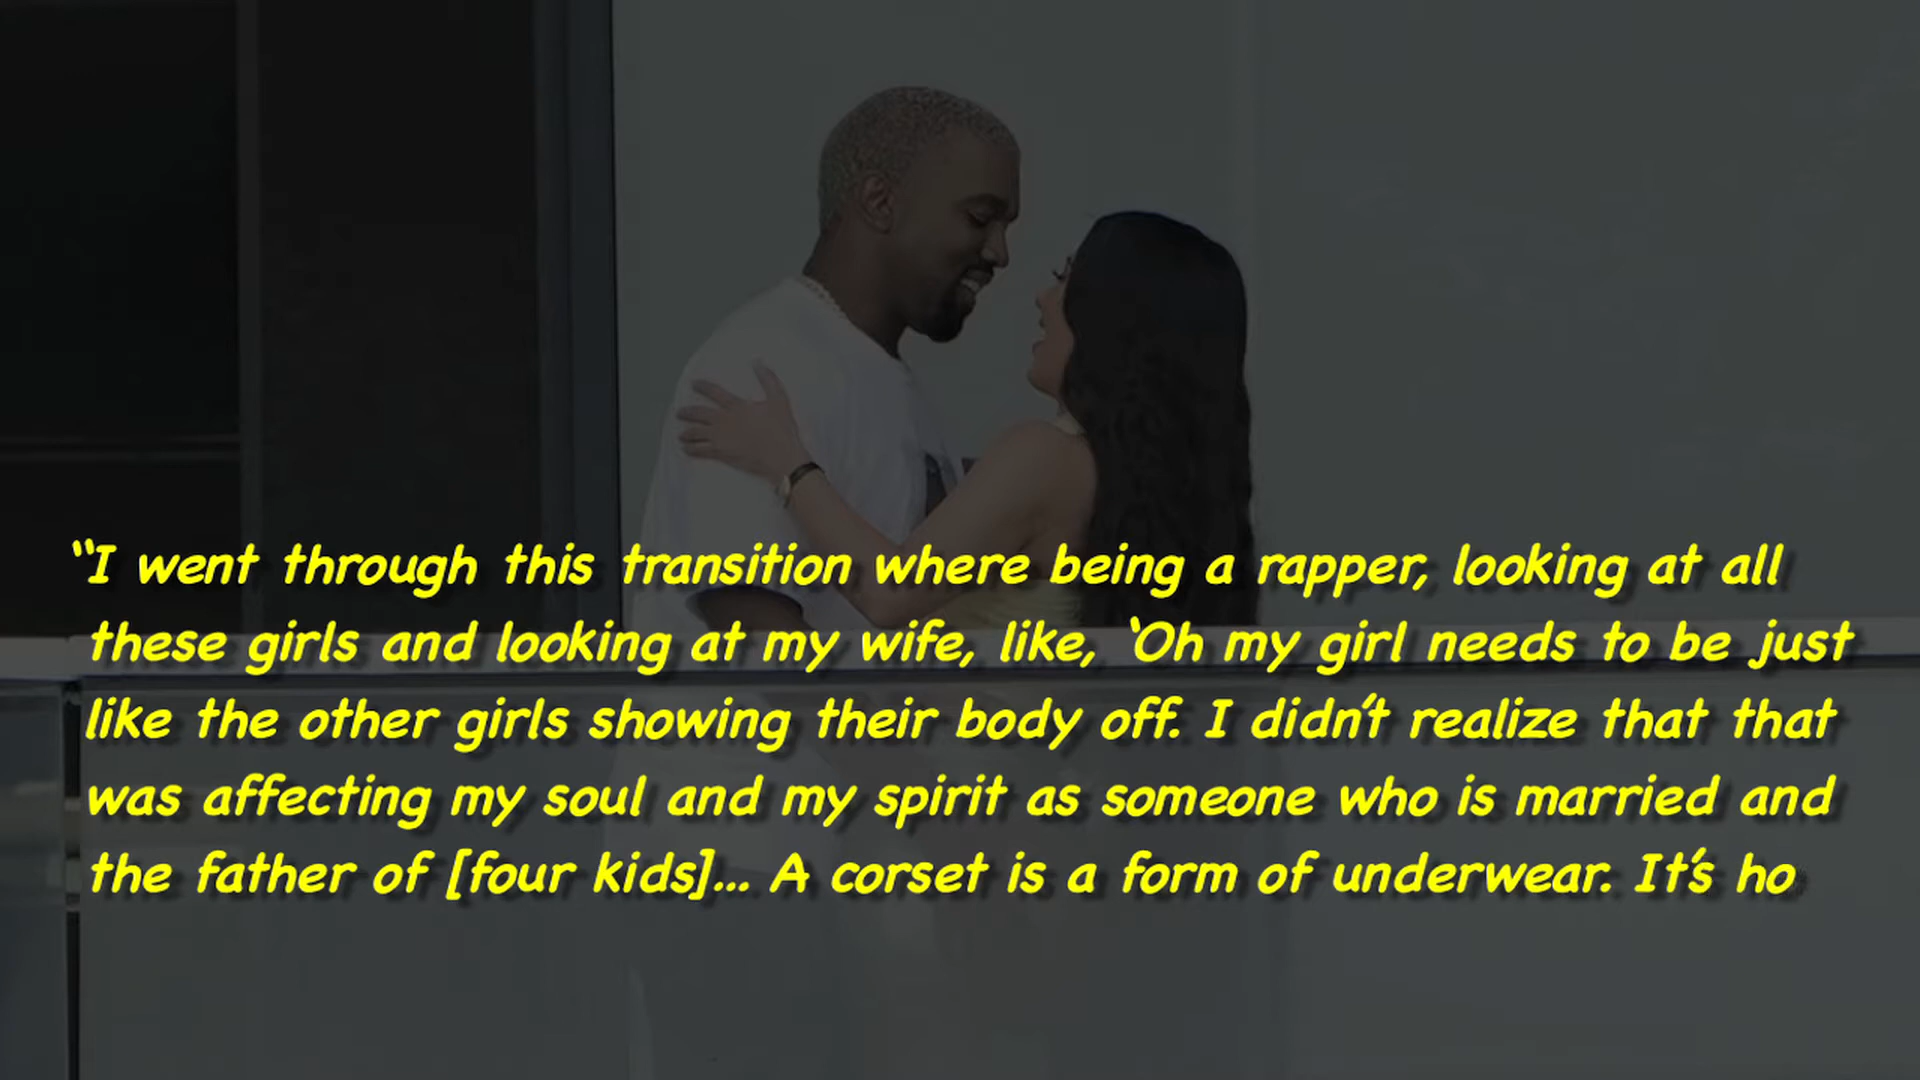 “I went through this transition where being a rapper, looking at all
these girls and looking at my wife, like, ‘Oh my girl needs to be just
like the other girls showing their body off. I didn’t realize that that
was affecting my soul and my spirit as someone who is married and
the father of [four kids]... A corset is a form of underwear. It’s ho